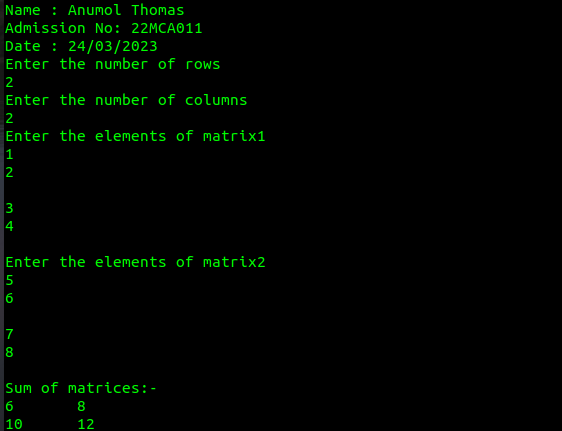 Name : Anumol Thomas
Admission No: 22MCA011
Date : 24/03/2023
Enter the number of rows
2
Enter the number of columns
2
Enter the elements of matrix1
1
2

3
4

Enter the elements of matrix2
5
6

7
8

Sum of matrices:-
6       8
10      12